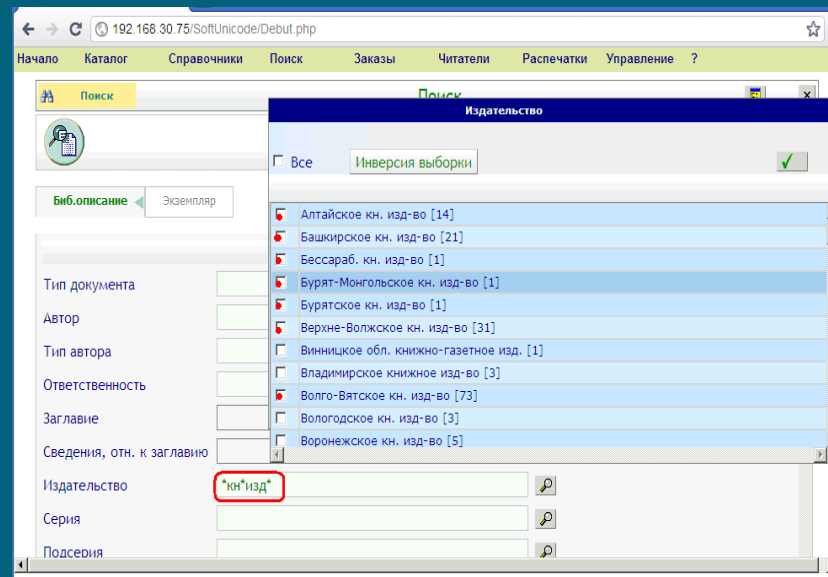 192.168.30.75/SoftUnicode/Debut.php
Начало Каталог Справочники Поиск Заказы Читатели Распечатки Управление ?
Поиск Поиск x
Издательство
Все Инверсия выборки
Биб.описание Экземпляр
Алтайское кн. изд-во [14]
Башкирское кн. изд-во [21]
Бессараб. кн. изд-во [1]
Бурят-Монгольское кн. изд-во [1]
Бурятское кн. изд-во [1]
Верхне-Волжское кн. изд-во [31]
Винницкое обл. книжно-газетное изд. [1]
Владимирское книжное изд-во [3]
Волго-Вятское кн. изд-во [73]
Вологодское кн. изд-во [3]
Воронежское кн. изд-во [5]
Тип документа
Автор
Тип автора
Ответственность
Заглавие
Сведения, отн. к заглавию
Издательство *кн*изд*
Серия
Подсерия